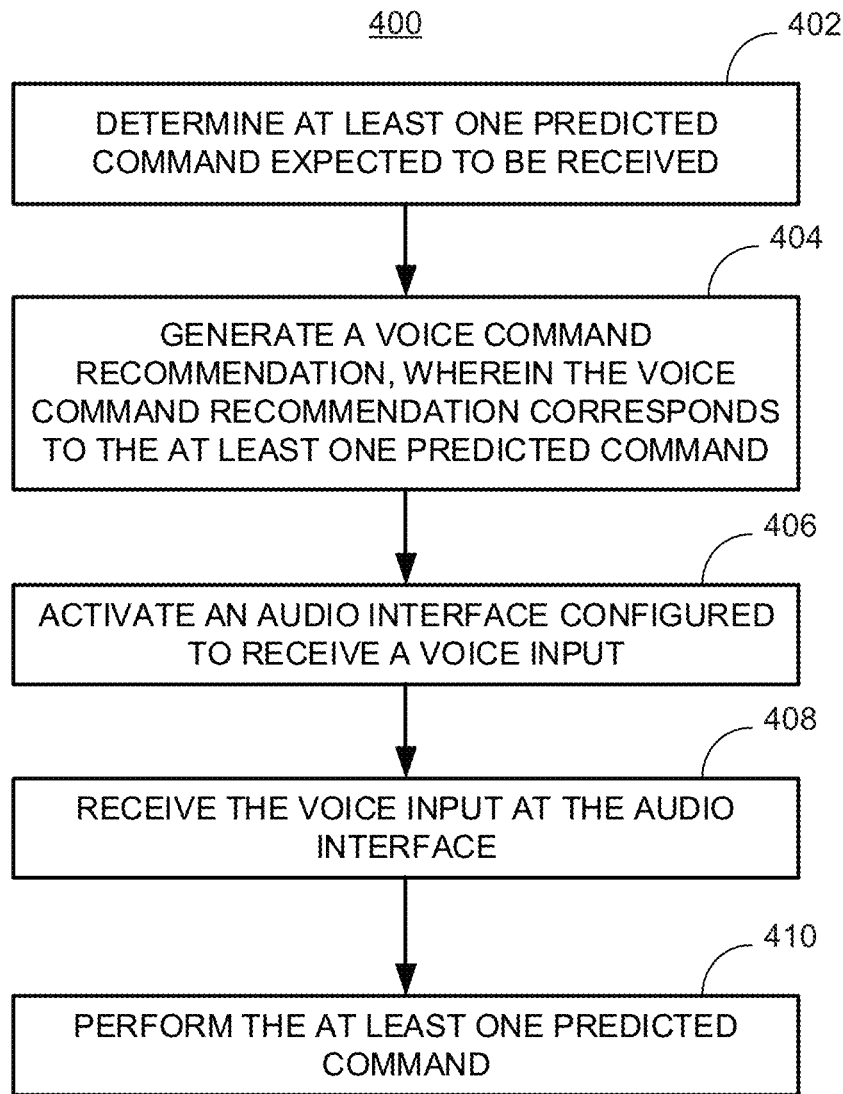 400
402
DETERMINE AT LEAST ONE PREDICTED
COMMAND EXPECTED TO BE RECEIVED
404
GENERATE A VOICE COMMAND
RECOMMENDATION, WHEREIN THE VOICE
COMMAND RECOMMENDATION CORRESPONDS
TO THE AT LEAST ONE PREDICTED COMMAND
406
ACTIVATE AN AUDIO INTERFACE CONFIGURED
TO RECEIVE A VOICE INPUT
408
RECEIVE THE VOICE INPUT AT THE AUDIO
INTERFACE
410
PERFORM THE AT LEAST ONE PREDICTED
COMMAND